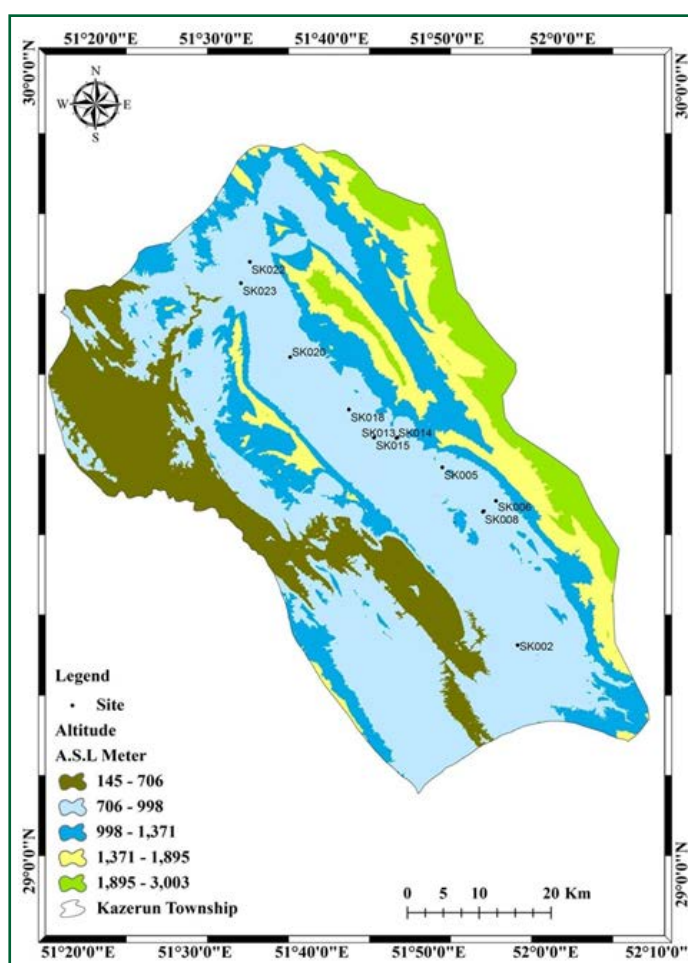 51°20'0"E 51°30'0"E 51°40'0"E 51°50'0"E 52°0'0"E
30°0'0"N
30°0'0"N
N
W E
S
SK022
SK023
SK020
SK018
SK013 SK014
SK015
SK005
SK006
SK008
SK002
Legend
Site
Altitude
A.S.L Meter
145 - 706
706 - 998
998 - 1,371
1,371 - 1,895
1,895 - 3,003
Kazerun Township
0 5 10 20 Km
29°0'0"N
29°0'0"N
51°20'0"E 51°30'0"E 51°40'0"E 51°50'0"E 52°0'0"E 52°10'0"E